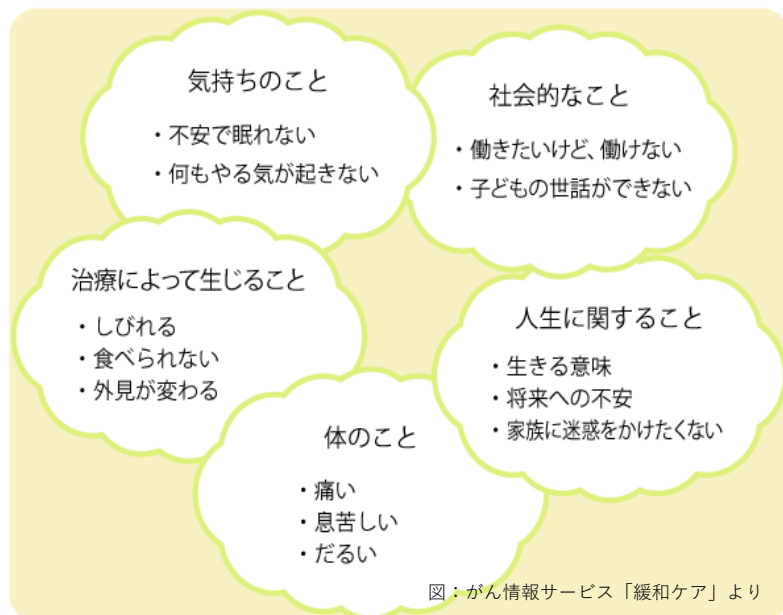 気持ちのこと
・不安で眠れない
・何もやる気が起きない
社会的なこと
・働きたいけど、働けない
・子どもの世話ができない
治療によって生じること
・しびれる
・食べられない
・外見が変わる
人生に関すること
・生きる意味
・将来への不安
・家族に迷惑をかけたくない
体のこと
・痛い
・息苦しい
・だるい
図：がん情報サービス「緩和ケア」より